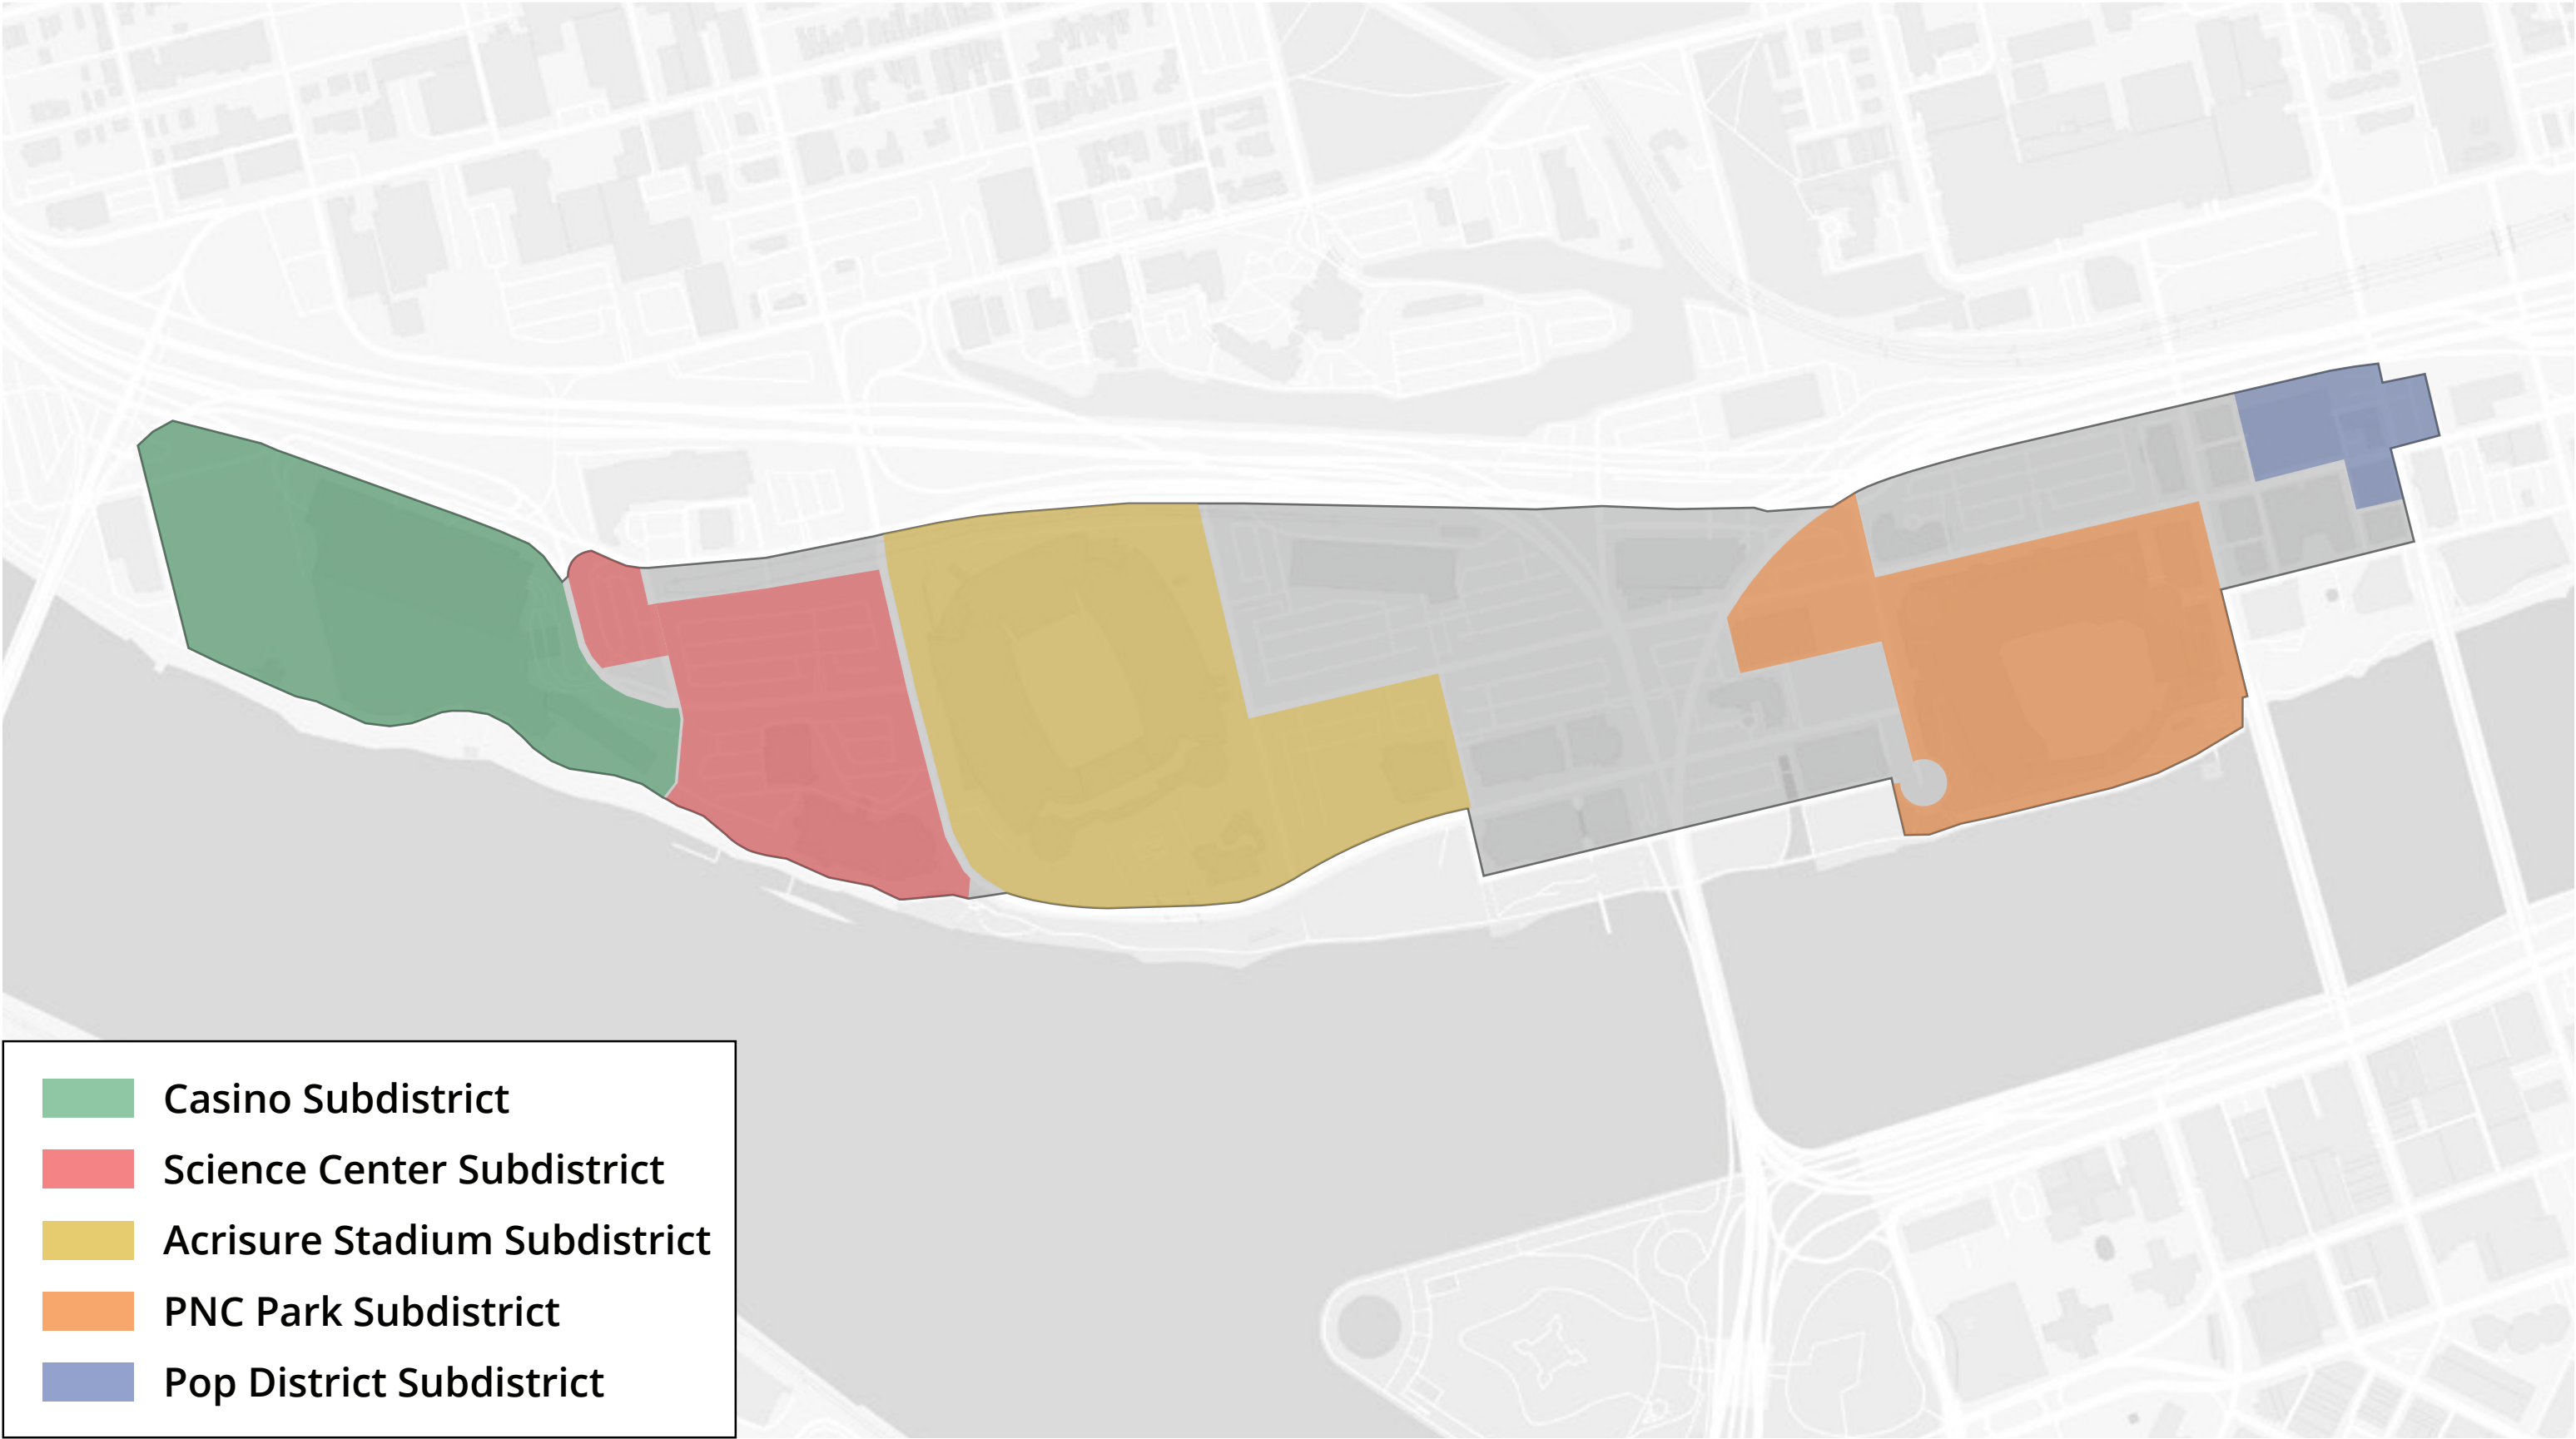 Casino Subdistrict
Science Center Subdistrict
Acrisure Stadium Subdistrict
PNC Park Subdistrict
Pop District Subdistrict